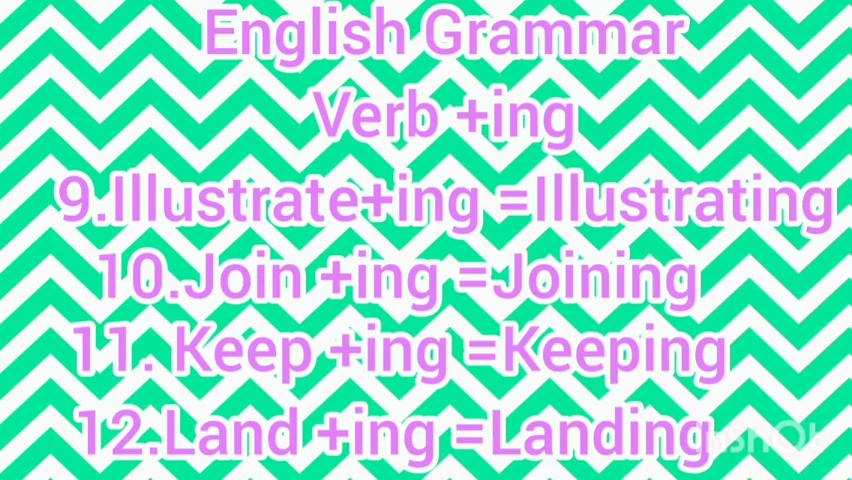 English Grammar
Verb +ing
9.Illustrate+ing =Illustrating
10.Join +ing =Joining
11. Keep +ing =Keeping
12.Land +ing =Landing
InShOt